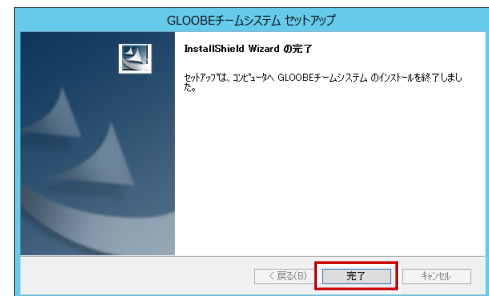 GLOOBEチームシステム セットアップ
InstallShield Wizard の完了
セットアップは、コンピュータへ GLOOBEチームシステム のインストールを終了しまし
た。
< 戻る(B)
完了
キャンセル